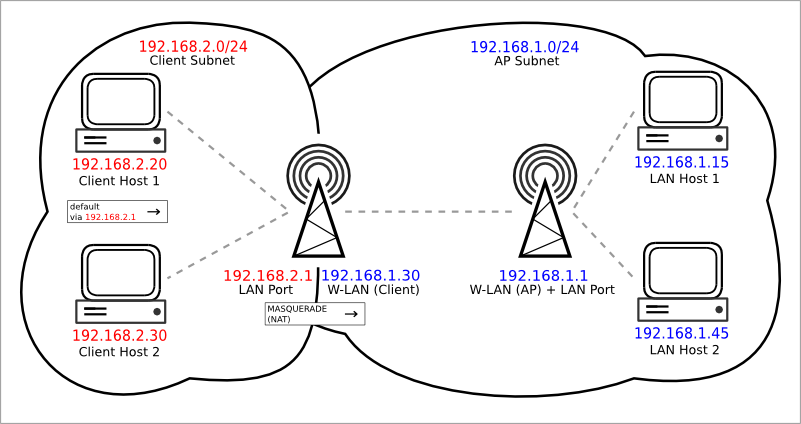 192.168.2.0/24
Client Subnet
192.168.1.0/24
AP Subnet
192.168.2.20
Client Host 1
192.168.1.15
LAN Host 1
default
via 192.168.2.1 →
192.168.2.1
LAN Port
192.168.1.30
W-LAN (Client)
192.168.1.1
W-LAN (AP) + LAN Port
MASQUERADE
(NAT) →
192.168.2.30
Client Host 2
192.168.1.45
LAN Host 2